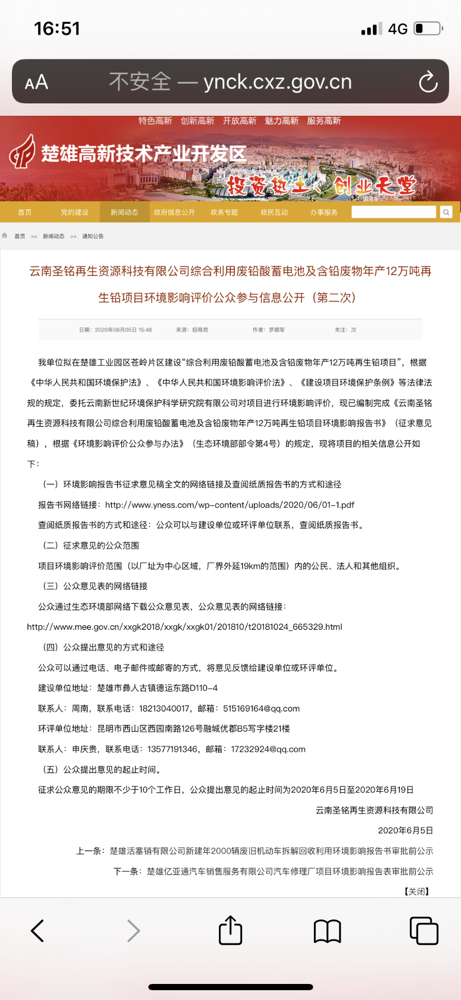 16:51
4G
AA 不安全 — ynck.cxz.gov.cn
特色高新 创新高新 开放高新 魅力高新 服务高新
楚雄高新技术产业开发区
投资热土、创业天堂
首页 党的建设 新闻动态 政府信息公开 政务专题 政民互动 办事服务
首页 >> 新闻动态 >> 通知公告
云南圣铭再生资源科技有限公司综合利用废铅酸蓄电池及含铅废物年产12万吨再
生铅项目环境影响评价公众参与信息公开（第二次）
日期：2020年06月05日 15:48 来源：招商局 作者：罗顺军 关注：次
我单位拟在楚雄工业园区苍岭片区建设“综合利用废铅酸蓄电池及含铅废物年产12万吨再生铅项目”，根据
《中华人民共和国环境保护法》、《中华人民共和国环境影响评价法》、《建设项目环境保护条例》等法律法
规的规定，委托云南新世纪环境保护科学研究院有限公司对项目进行环境影响评价，现已编制完成《云南圣铭
再生资源科技有限公司综合利用废铅酸蓄电池及含铅废物年产12万吨再生铅项目环境影响报告书》（征求意见
稿），根据《环境影响评价公众参与办法》（生态环境部部令第4号）的规定，现将项目的相关信息公开如
下：
（一）环境影响报告书征求意见稿全文的网络链接及查阅纸质报告书的方式和途径
报告书网络链接：http://www.yness.com/wp-content/uploads/2020/06/01-1.pdf
查阅纸质报告书的方式和途径：公众可以与建设单位或环评单位联系，查阅纸质报告书。
（二）征求意见的公众范围
项目环境影响评价范围（以厂址为中心区域，厂界外延19km的范围）内的公民、法人和其他组织。
（三）公众意见表的网络链接
公众通过生态环境部网络下载公众意见表，公众意见表的网络链接：
http://www.mee.gov.cn/xxgk2018/xxgk/xxgk01/201810/t20181024_665329.html
（四）公众提出意见的方式和途径
公众可以通过电话、电子邮件或邮寄的方式，将意见反馈给建设单位或环评单位。
建设单位地址：楚雄市彝人古镇德运东路D110-4
联系人：周南，联系电话：18213040017，邮箱：515169164@qq.com
环评单位地址：昆明市西山区西园南路126号融城优郡B5写字楼21楼
联系人：申庆贵，联系电话：13577191346，邮箱：17232924@qq.com
（五）公众提出意见的起止时间。
征求公众意见的期限不少于10个工作日，公众提出意见的起止时间为2020年6月5日至2020年6月19日
云南圣铭再生资源科技有限公司
2020年6月5日
上一条：楚雄活塞销有限公司新建年2000辆废旧机动车拆解回收利用环境影响报告书审批前公示
下一条：楚雄亿亚通汽车销售服务有限公司汽车修理厂项目环境影响报告表审批前公示
【关闭】